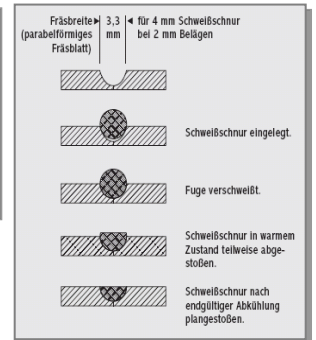 Fräsbreite 3,3 für 4 mm Schweißschnur
(parabelförmiges mm bei 2 mm Belägen
Fräsblatt)
Schweißschnur eingelegt.
Fuge verschweißt.
Schweißschnur in warmem
Zustand teilweise abge-
stoßen.
Schweißschnur nach
endgültiger Abkühlung
plangestoßen.